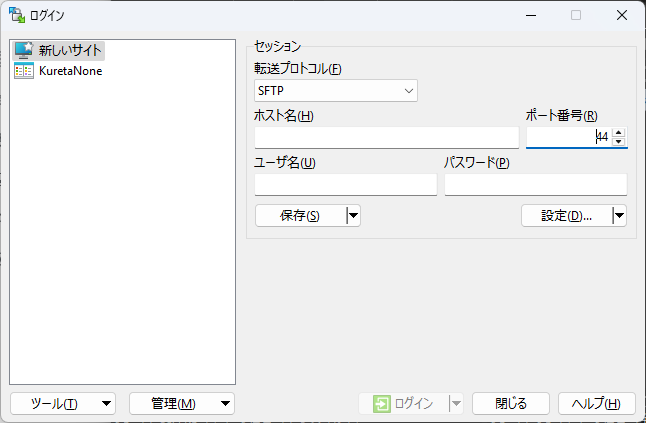 ログイン
新しいサイト
KuretaNone
セッション
転送プロトコル(F)
SFTP
ホスト名(H) ポート番号(R)
44
ユーザ名(U) パスワード(P)
保存(S) 設定(D)...
ツール(T) 管理(M) ログイン 閉じる ヘルプ(H)